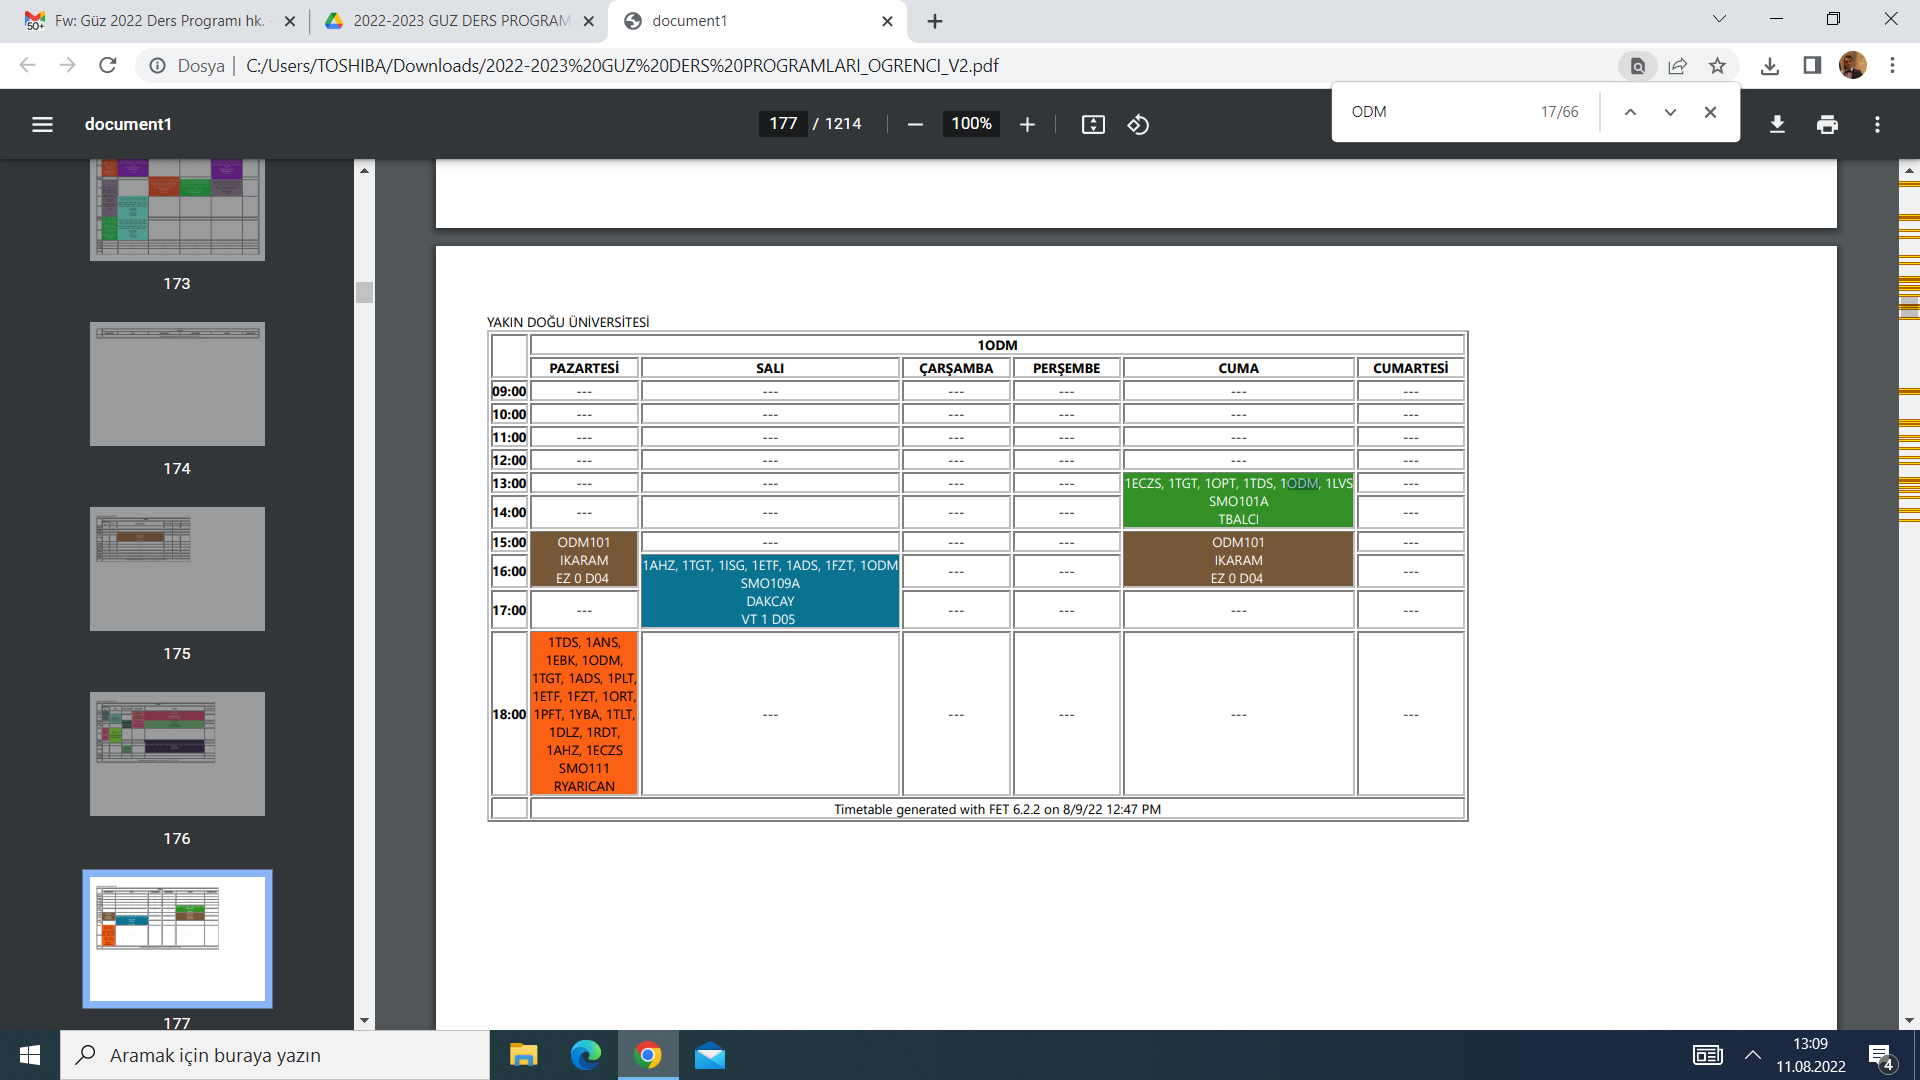 Fw: Güz 2022 Ders Programı hk. -
2022-2023 GUZ DERS PROGRAM
document1
Dosya
C:/Users/TOSHIBA/Downloads/2022-2023%20GUZ%20DERS%20PROGRAMLARI_OGRENCI_V2.pdf
document1
177 / 1214
100%
ODM
17/66
173
174
175
176
177
YAKIN DOĞU ÜNİVERSİTESİ
1ODM
PAZARTESİ SALI ÇARŞAMBA PERŞEMBE CUMA CUMARTESİ
09:00 --- --- --- --- --- ---
10:00 --- --- --- --- --- ---
11:00 --- --- --- --- --- ---
12:00 --- --- --- --- --- ---
13:00 --- --- --- --- 1ECZS, 1TGT, 1OPT, 1TDS, 1ODM, 1LVS ---
SMO101A
14:00 --- --- --- --- ---
TBALCI
15:00 ODM101 --- --- --- ODM101 ---
IKARAM IKARAM
16:00 1AHZ, 1TGT, 1ISG, 1ETF, 1ADS, 1FZT, 1ODM --- --- ---
EZ 0 D04 SMO109A EZ 0 D04
DAKCAY
17:00 --- --- --- --- ---
VT 1 D05
1TDS, 1ANS,
1EBK, 1ODM,
1TGT, 1ADS, 1PLT,
1ETF, 1FZT, 1ORT,
18:00 1PFT, 1YBA, 1TLT, --- --- --- --- ---
1DLZ, 1RDT,
1AHZ, 1ECZS
SMO111
RYARICAN
Timetable generated with FET 6.2.2 on 8/9/22 12:47 PM
Aramak için buraya yazın
13:09
11.08.2022
4